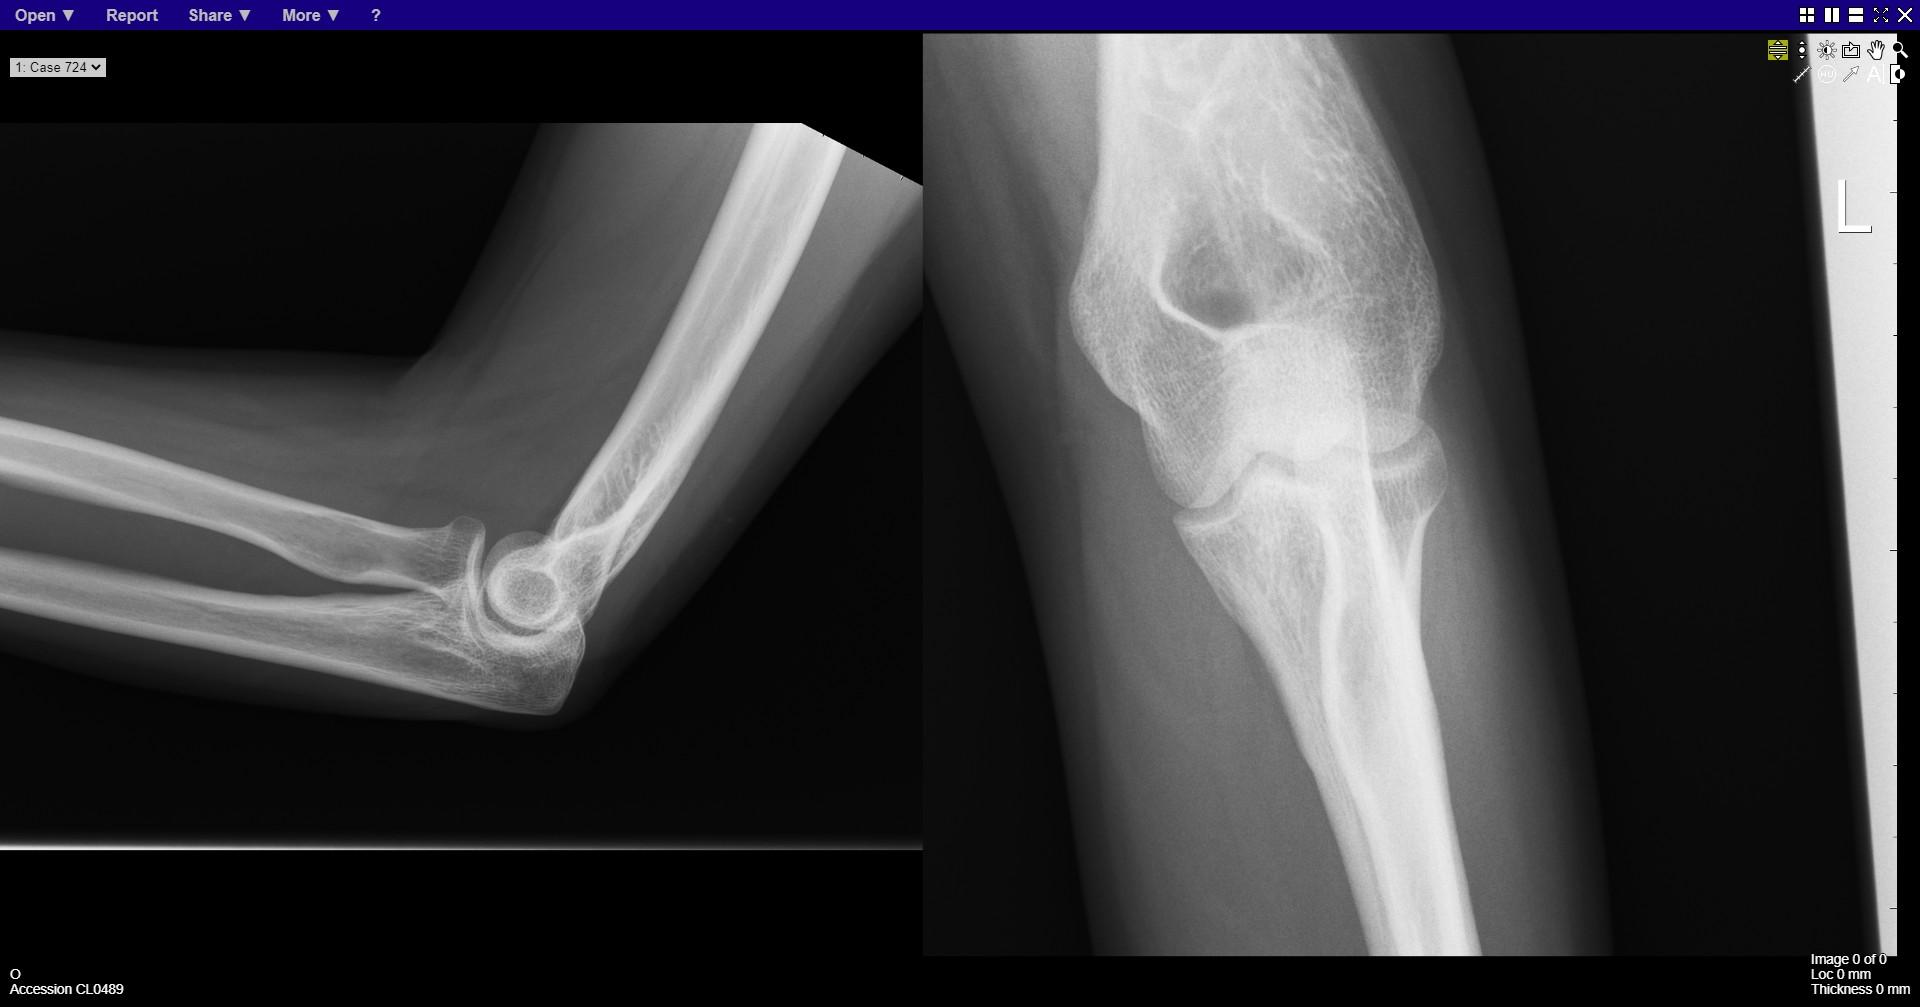 Open ▼ Report Share ▼ More ▼ ?
1: Case 724
HU A
L
O
Accession CL0489
Image 0 of 0
Loc 0 mm
Thickness 0 mm